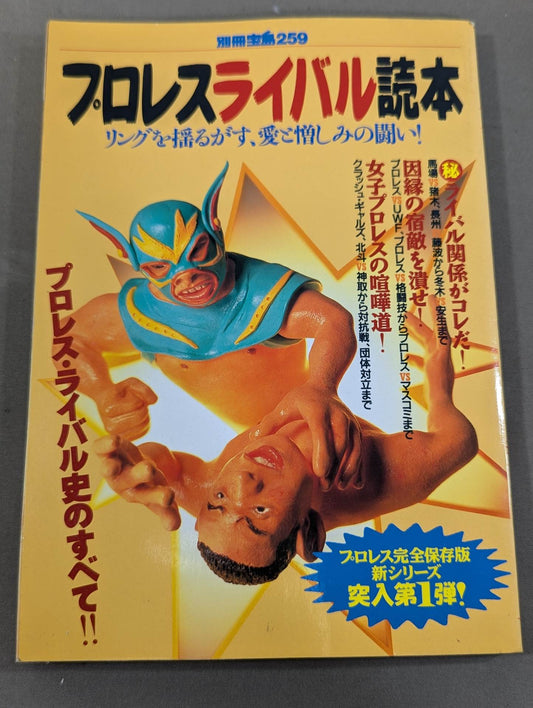 別冊宝島259
プロレスライバル読本
リングを揺るがす、愛と憎しみの闘い!
㊙ライバル関係がコレだ!
馬場VS猪木、長州VS藤波から冬木VS安生まで
因縁の宿敵を潰せ!
プロレスVSUWF、プロレスVS格闘技からプロレスVSマスコミまで
女子プロレスの喧嘩道!
クラッシュ・ギャルズ、北斗VS神取から対抗戦、団体対立まで
プロレス・ライバル史のすべて!!
プロレス完全保存版
新シリーズ
突入第1弾!